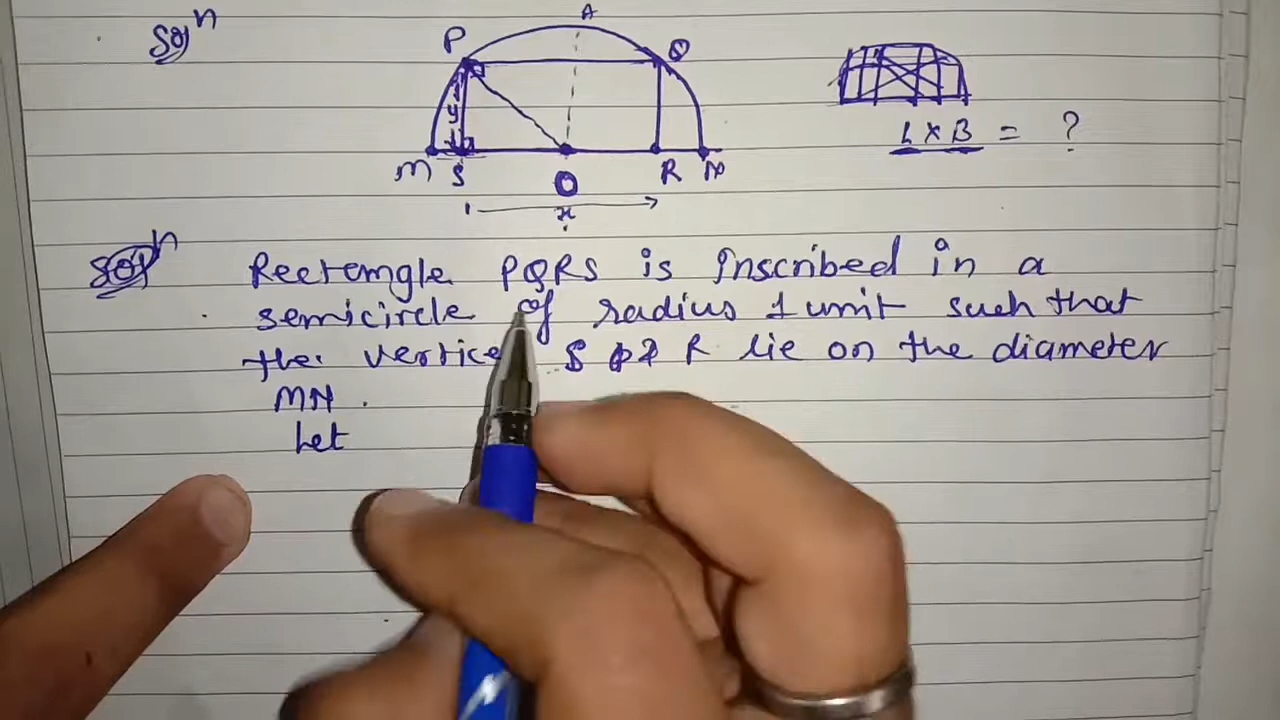 Solⁿ
A
P
Q
y
M S O R N
x
L × B = ?
Solⁿ Rectangle PQRS is inscribed in a
semicircle of radius 1 unit such that
the vertices S & R lie on the diameter
MN.
Let